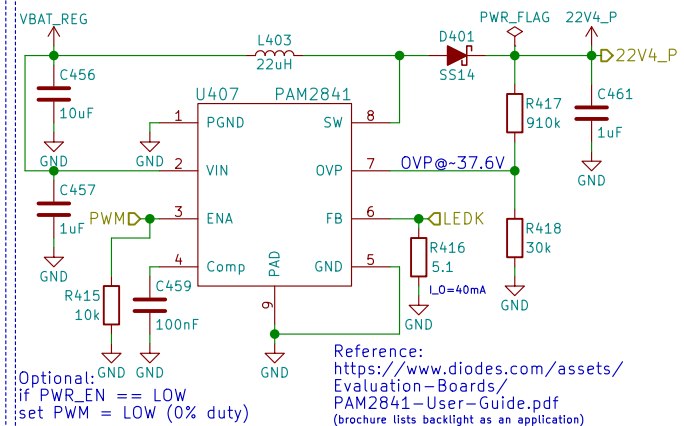 VBAT_REG
PWR_FLAG
22V4_P
L403
22uH
D401
SS14
22V4_P
C456
10uF
GND
U407
PAM2841
1
PGND
SW
8
GND
R417
910k
C461
1uF
GND
2
VIN
OVP
7
OVP@~37.6V
C457
1uF
GND
PWM
3
ENA
FB
6
LEDK
R418
30k
GND
R416
5.1
I_O=40mA
GND
4
Comp
PAD
GND
5
9
R415
10k
GND
C459
100nF
GND
GND
Optional:
if PWR_EN == LOW
set PWM = LOW (0% duty)
Reference:
https://www.diodes.com/assets/
Evaluation-Boards/
PAM2841-User-Guide.pdf
(brochure lists backlight as an application)